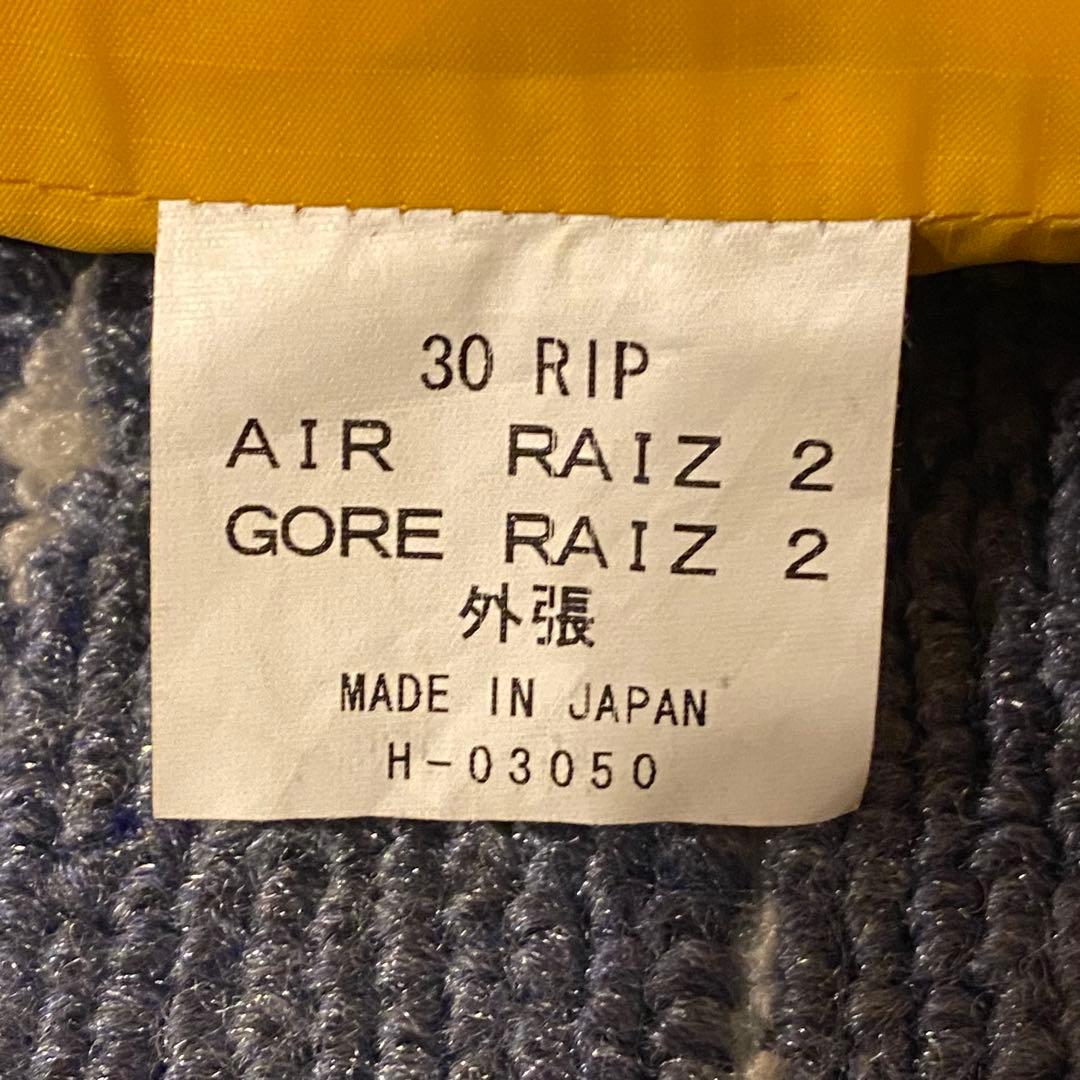 30 RIP
AIR RAIZ 2
GORE RAIZ 2
外張
MADE IN JAPAN
H-03050